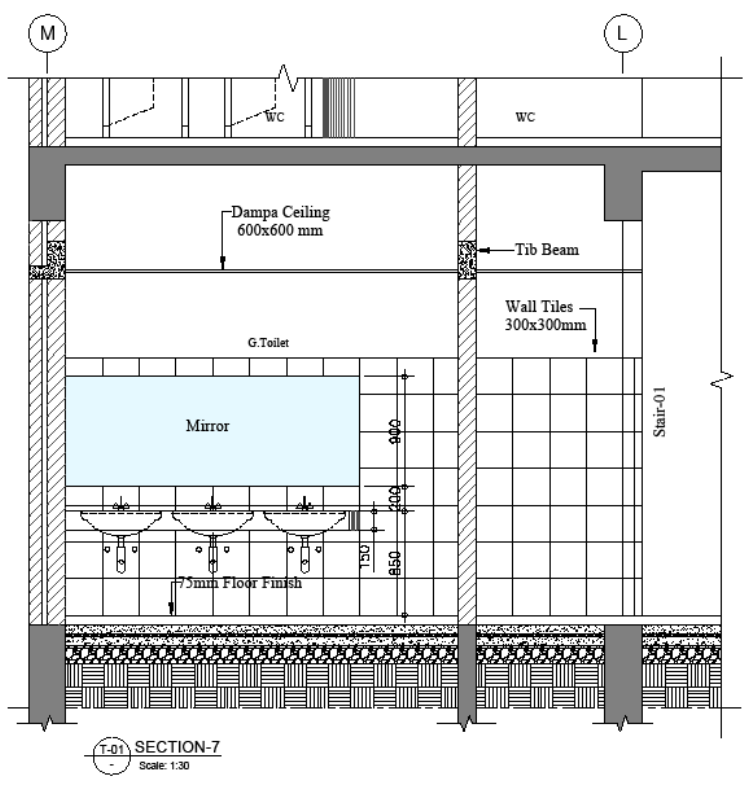 M
L
WC
WC
Dampa Ceiling
600x600 mm
Tib Beam
Wall Tiles
300x300mm
G.Toilet
Mirror
Stair-01
900
200
150
850
75mm Floor Finish
T-01
-
SECTION-7
Scale: 1:30